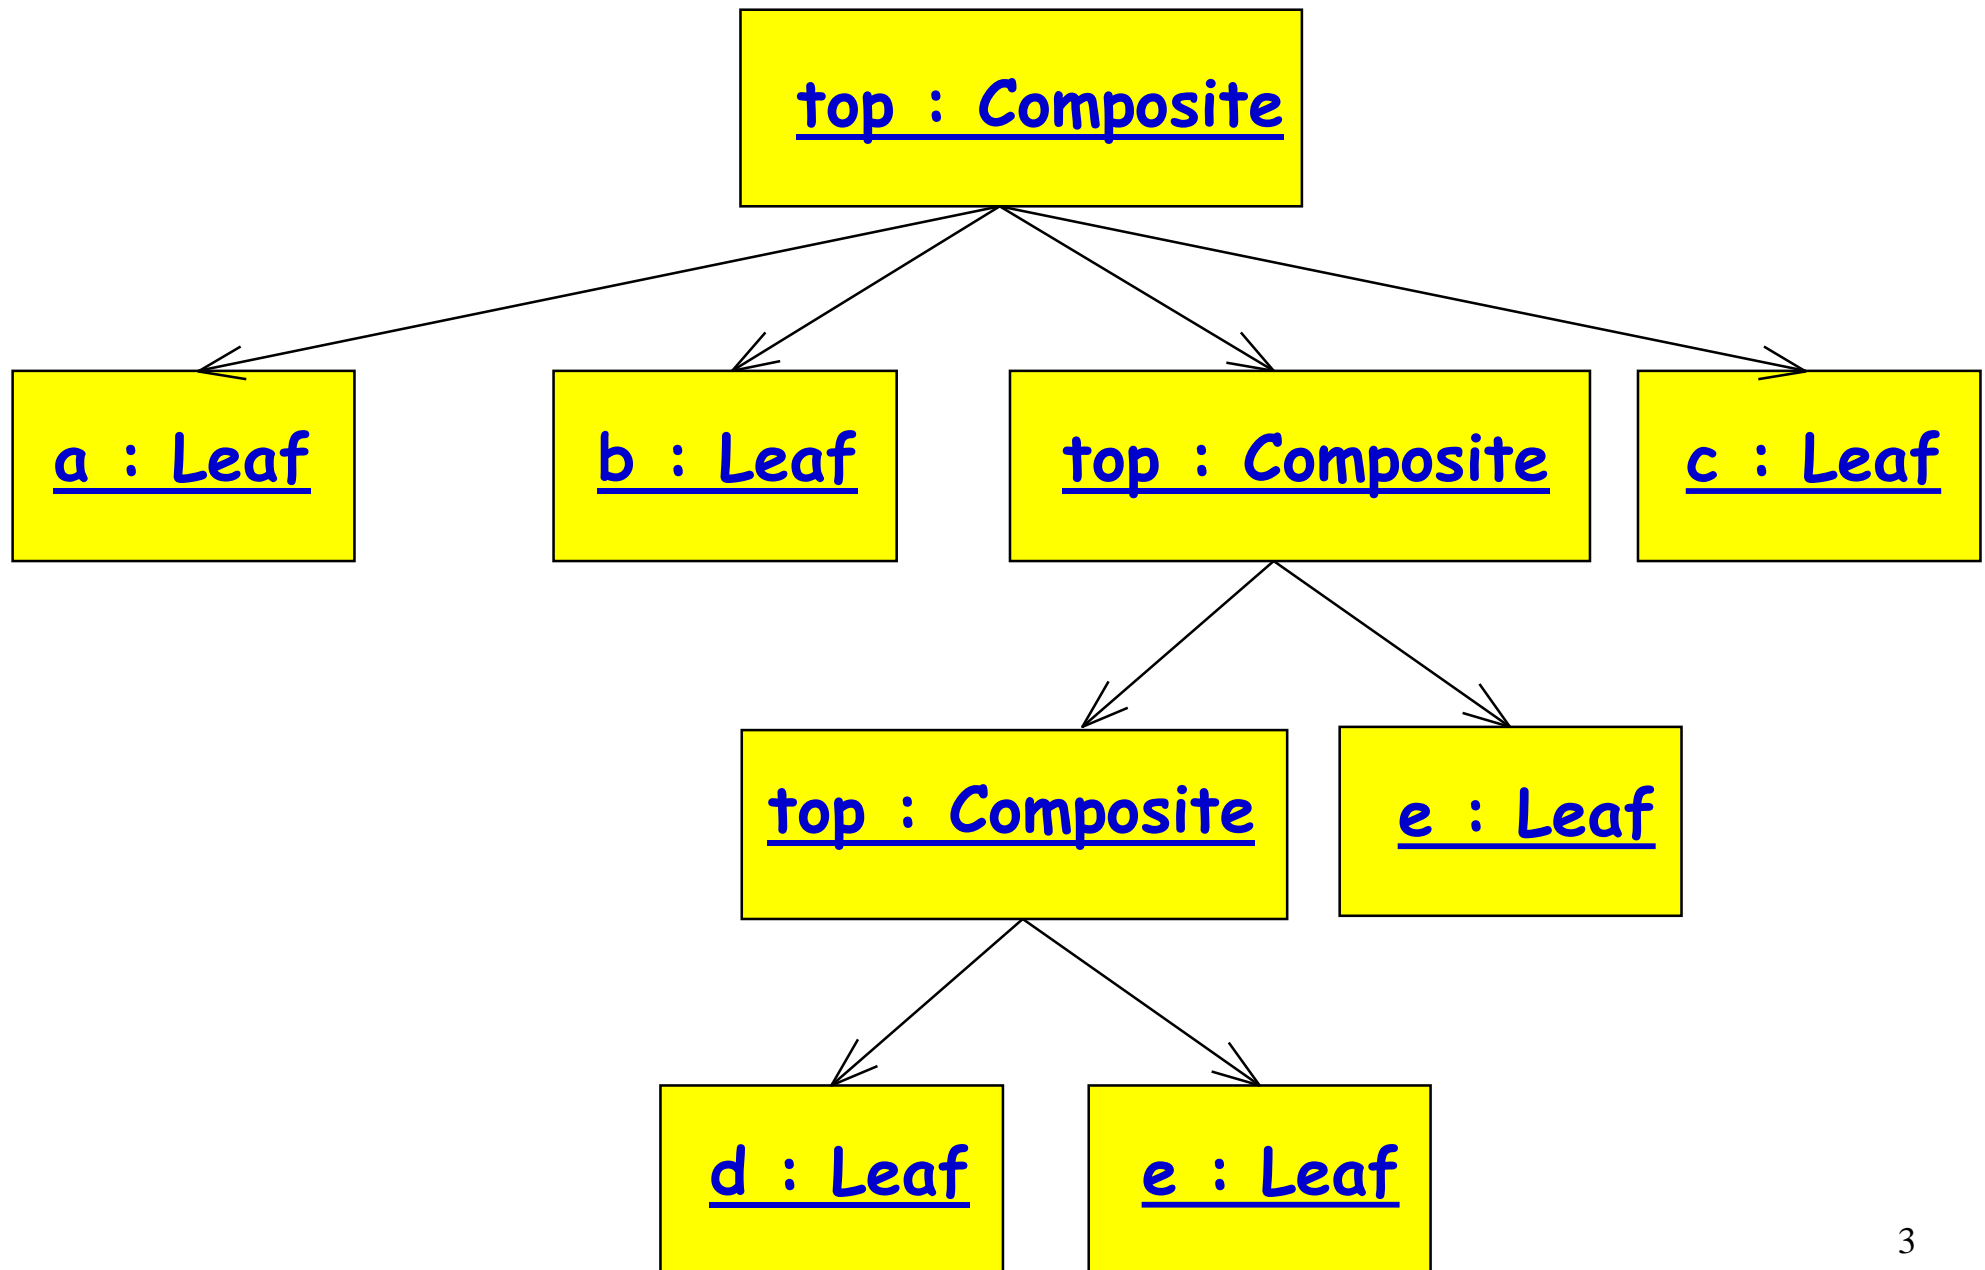 top : Composite
a : Leaf
b : Leaf
top : Composite
c : Leaf
top : Composite
e : Leaf
d : Leaf
e : Leaf
3